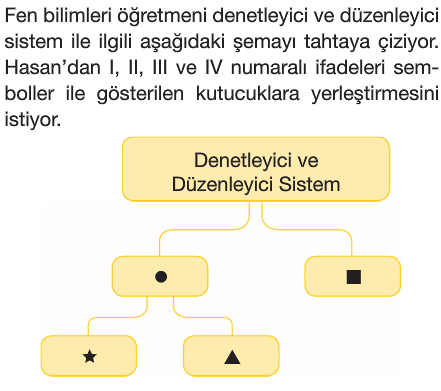 Fen bilimleri öğretmeni denetleyici ve düzenleyici
sistem ile ilgili aşağıdaki şemayı tahtaya çiziyor.
Hasan’dan I, II, III ve IV numaralı ifadeleri sem-
boller ile gösterilen kutucuklara yerleştirmesini
istiyor.
Denetleyici ve
Düzenleyici Sistem